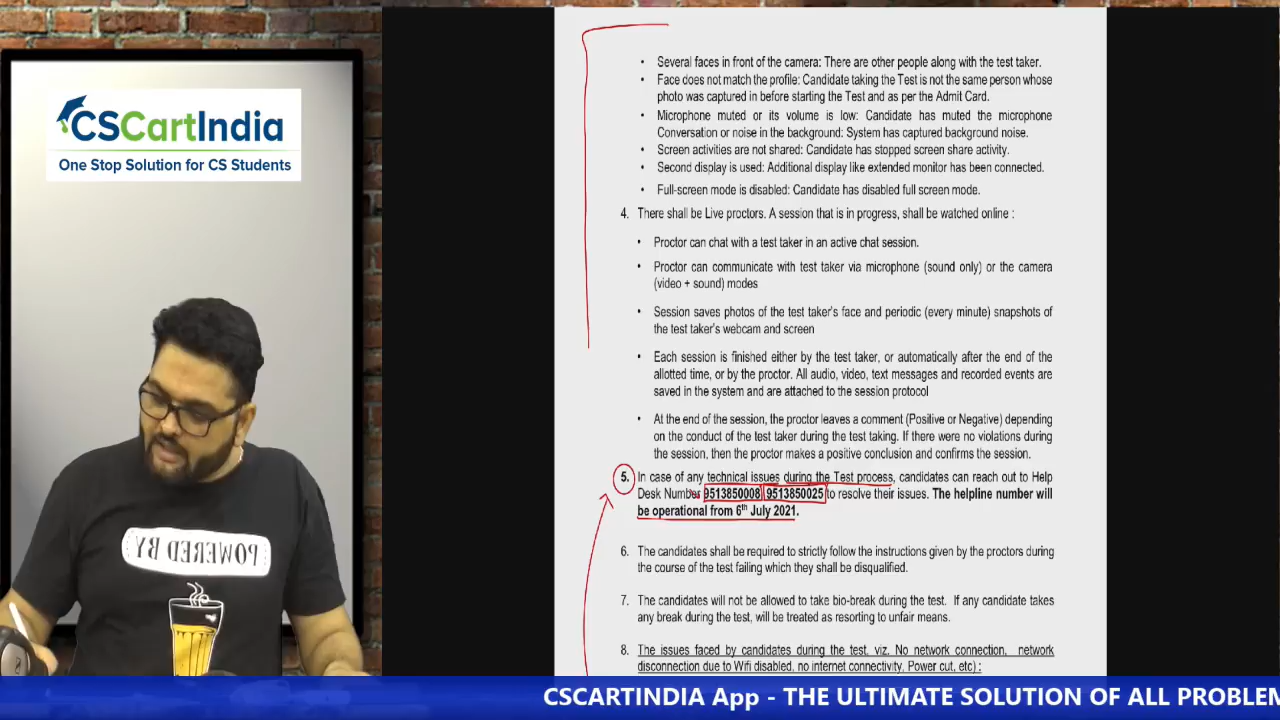 CSCartIndia
One Stop Solution for CS Students
POWERED BY
• Several faces in front of the camera: There are other people along with the test taker.
• Face does not match the profile: Candidate taking the Test is not the same person whose
photo was captured in before starting the Test and as per the Admit Card.
• Microphone muted or its volume is low: Candidate has muted the microphone
Conversation or noise in the background: System has captured background noise.
• Screen activities are not shared: Candidate has stopped screen share activity.
• Second display is used: Additional display like extended monitor has been connected.
• Full-screen mode is disabled: Candidate has disabled full screen mode.
4. There shall be Live proctors. A session that is in progress, shall be watched online :
• Proctor can chat with a test taker in an active chat session.
• Proctor can communicate with test taker via microphone (sound only) or the camera
(video + sound) modes
• Session saves photos of the test taker's face and periodic (every minute) snapshots of
the test taker's webcam and screen
• Each session is finished either by the test taker, or automatically after the end of the
allotted time, or by the proctor. All audio, video, text messages and recorded events are
saved in the system and are attached to the session protocol
• At the end of the session, the proctor leaves a comment (Positive or Negative) depending
on the conduct of the test taker during the test taking. If there were no violations during
the session, then the proctor makes a positive conclusion and confirms the session.
5. In case of any technical issues during the Test process, candidates can reach out to Help
Desk Number 9513850008 9513850025 to resolve their issues. The helpline number will
be operational from 6th July 2021.
6. The candidates shall be required to strictly follow the instructions given by the proctors during
the course of the test failing which they shall be disqualified.
7. The candidates will not be allowed to take bio-break during the test. If any candidate takes
any break during the test, will be treated as resorting to unfair means.
8. The issues faced by candidates during the test, viz. No network connection, network
disconnection due to Wifi disabled, no internet connectivity, Power cut, etc) :
CSCARTINDIA App - THE ULTIMATE SOLUTION OF ALL PROBLEM